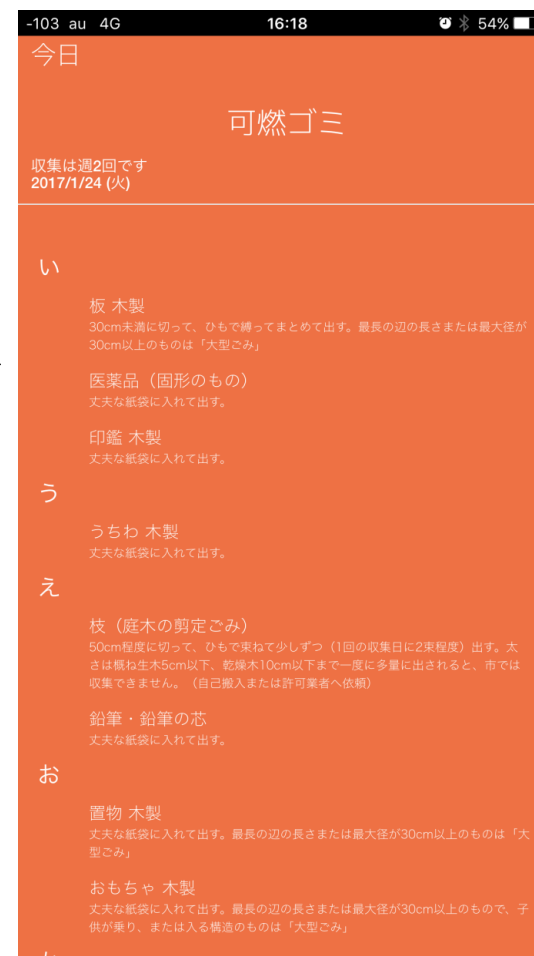 -103 au 4G 16:18 54%
今日
可燃ゴミ
収集は週2回です
2017/1/24 (火)
い
板 木製
30cm未満に切って、ひもで縛ってまとめて出す。最長の辺の長さまたは最大径が
30cm以上のものは「大型ごみ」
医薬品（固形のもの）
丈夫な紙袋に入れて出す。
印鑑 木製
丈夫な紙袋に入れて出す。
う
うちわ 木製
丈夫な紙袋に入れて出す。
え
枝（庭木の剪定ごみ）
50cm程度に切って、ひもで束ねて少しずつ（1回の収集日に2束程度）出す。太
さは概ね生木5cm以下、乾燥木10cm以下まで一度に多量に出されると、市では
収集できません。（自己搬入または許可業者へ依頼）
鉛筆・鉛筆の芯
丈夫な紙袋に入れて出す。
お
置物 木製
丈夫な紙袋に入れて出す。最長の辺の長さまたは最大径が30cm以上のものは「大
型ごみ」
おもちゃ 木製
丈夫な紙袋に入れて出す。最長の辺の長さまたは最大径が30cm以上のもので、子
供が乗り、または入る構造のものは「大型ごみ」